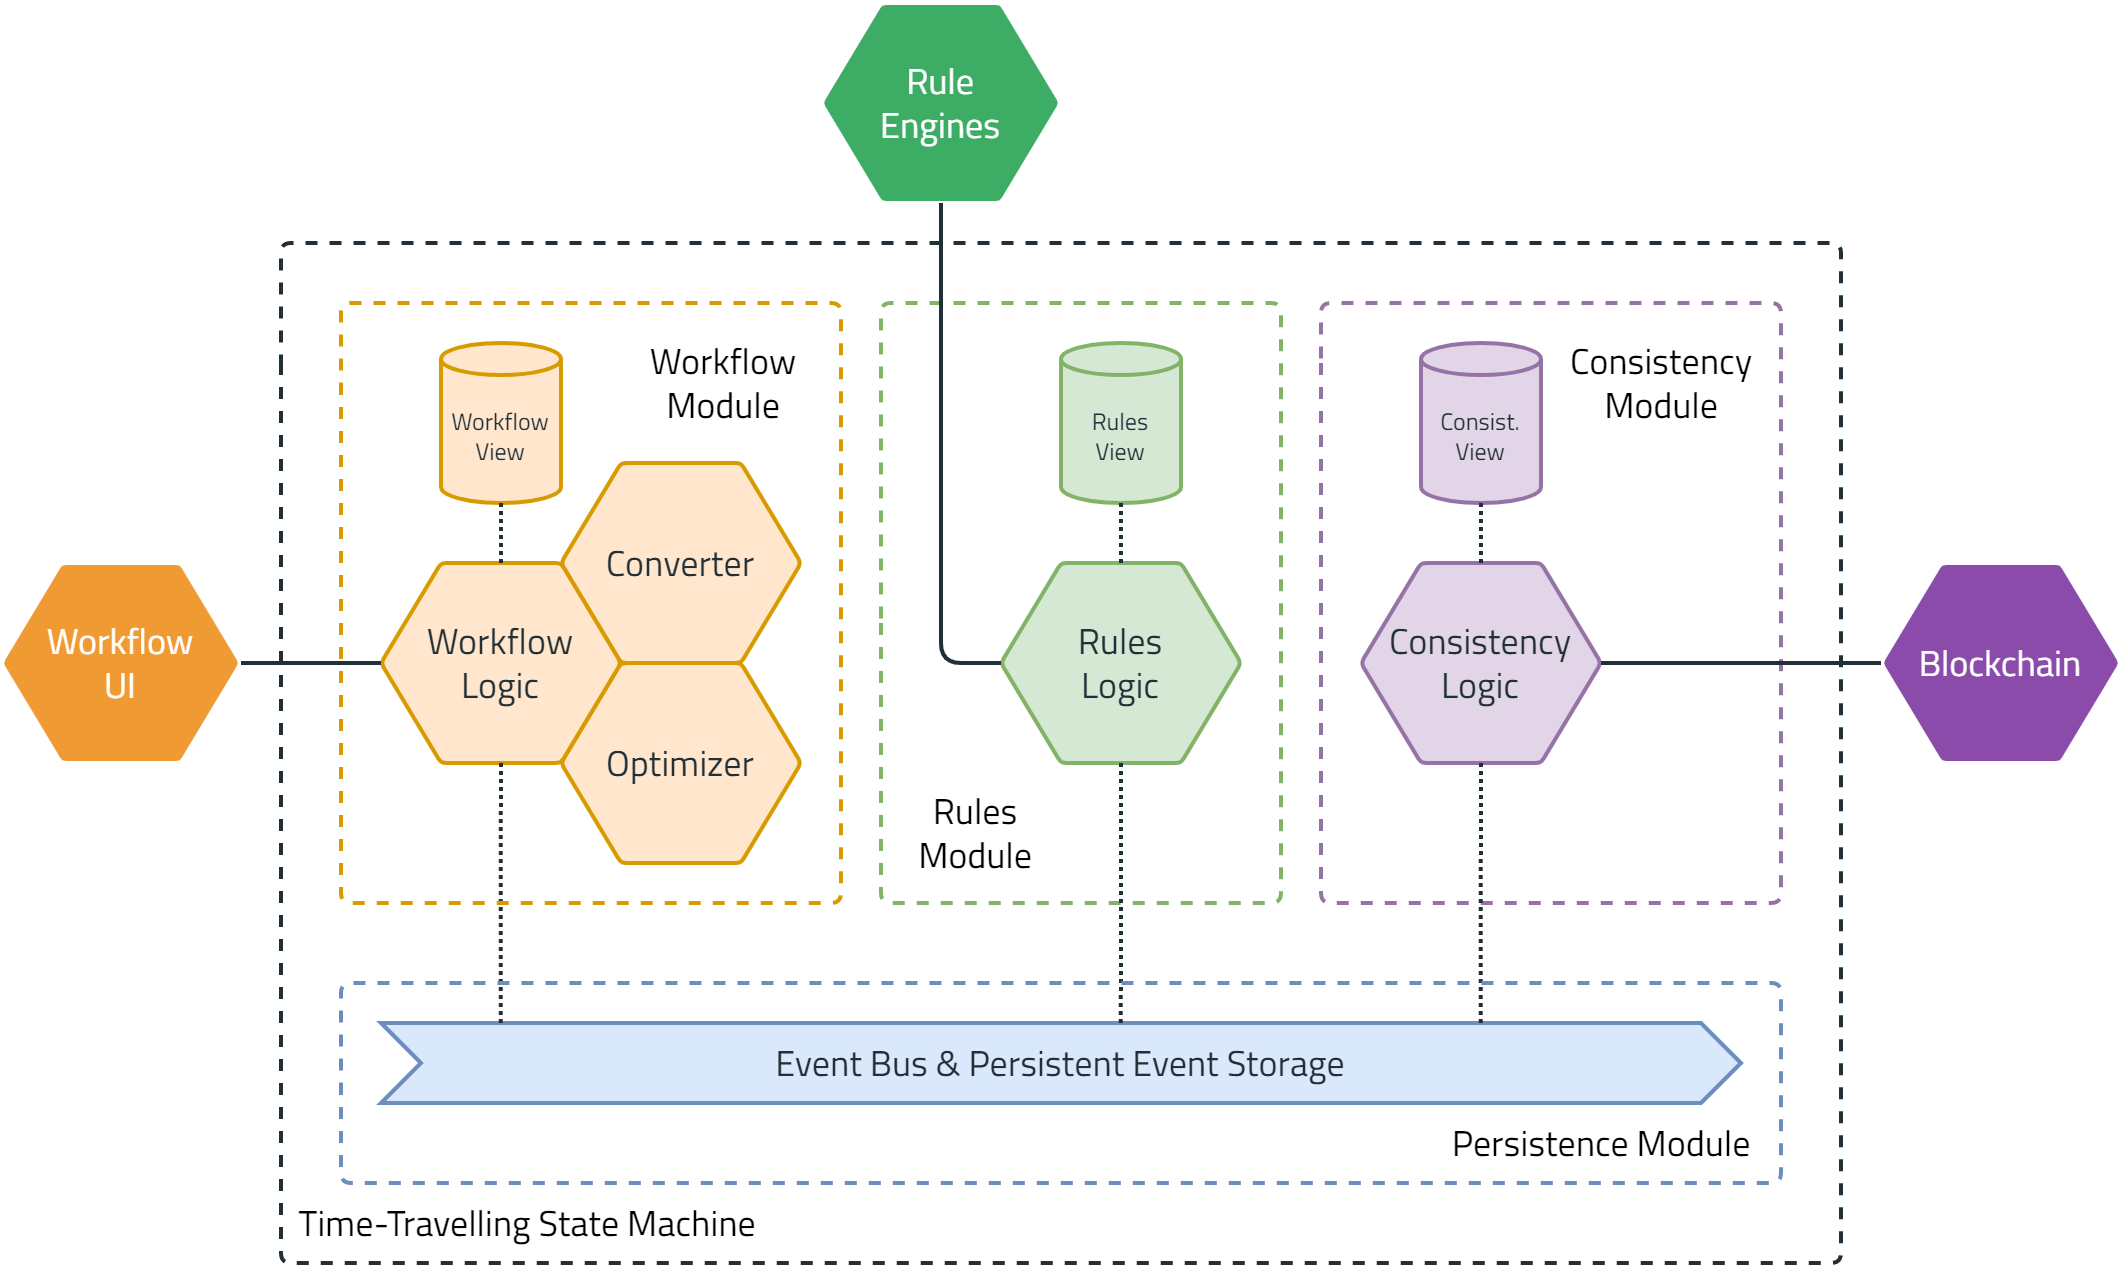 Rule
Engines
Workflow
Module
Consistency
Module
Workflow
View
Rules
View
Consist.
View
Converter
Workflow
UI
Workflow
Logic
Rules
Logic
Consistency
Logic
Blockchain
Optimizer
Rules
Module
Event Bus & Persistent Event Storage
Persistence Module
Time-Travelling State Machine